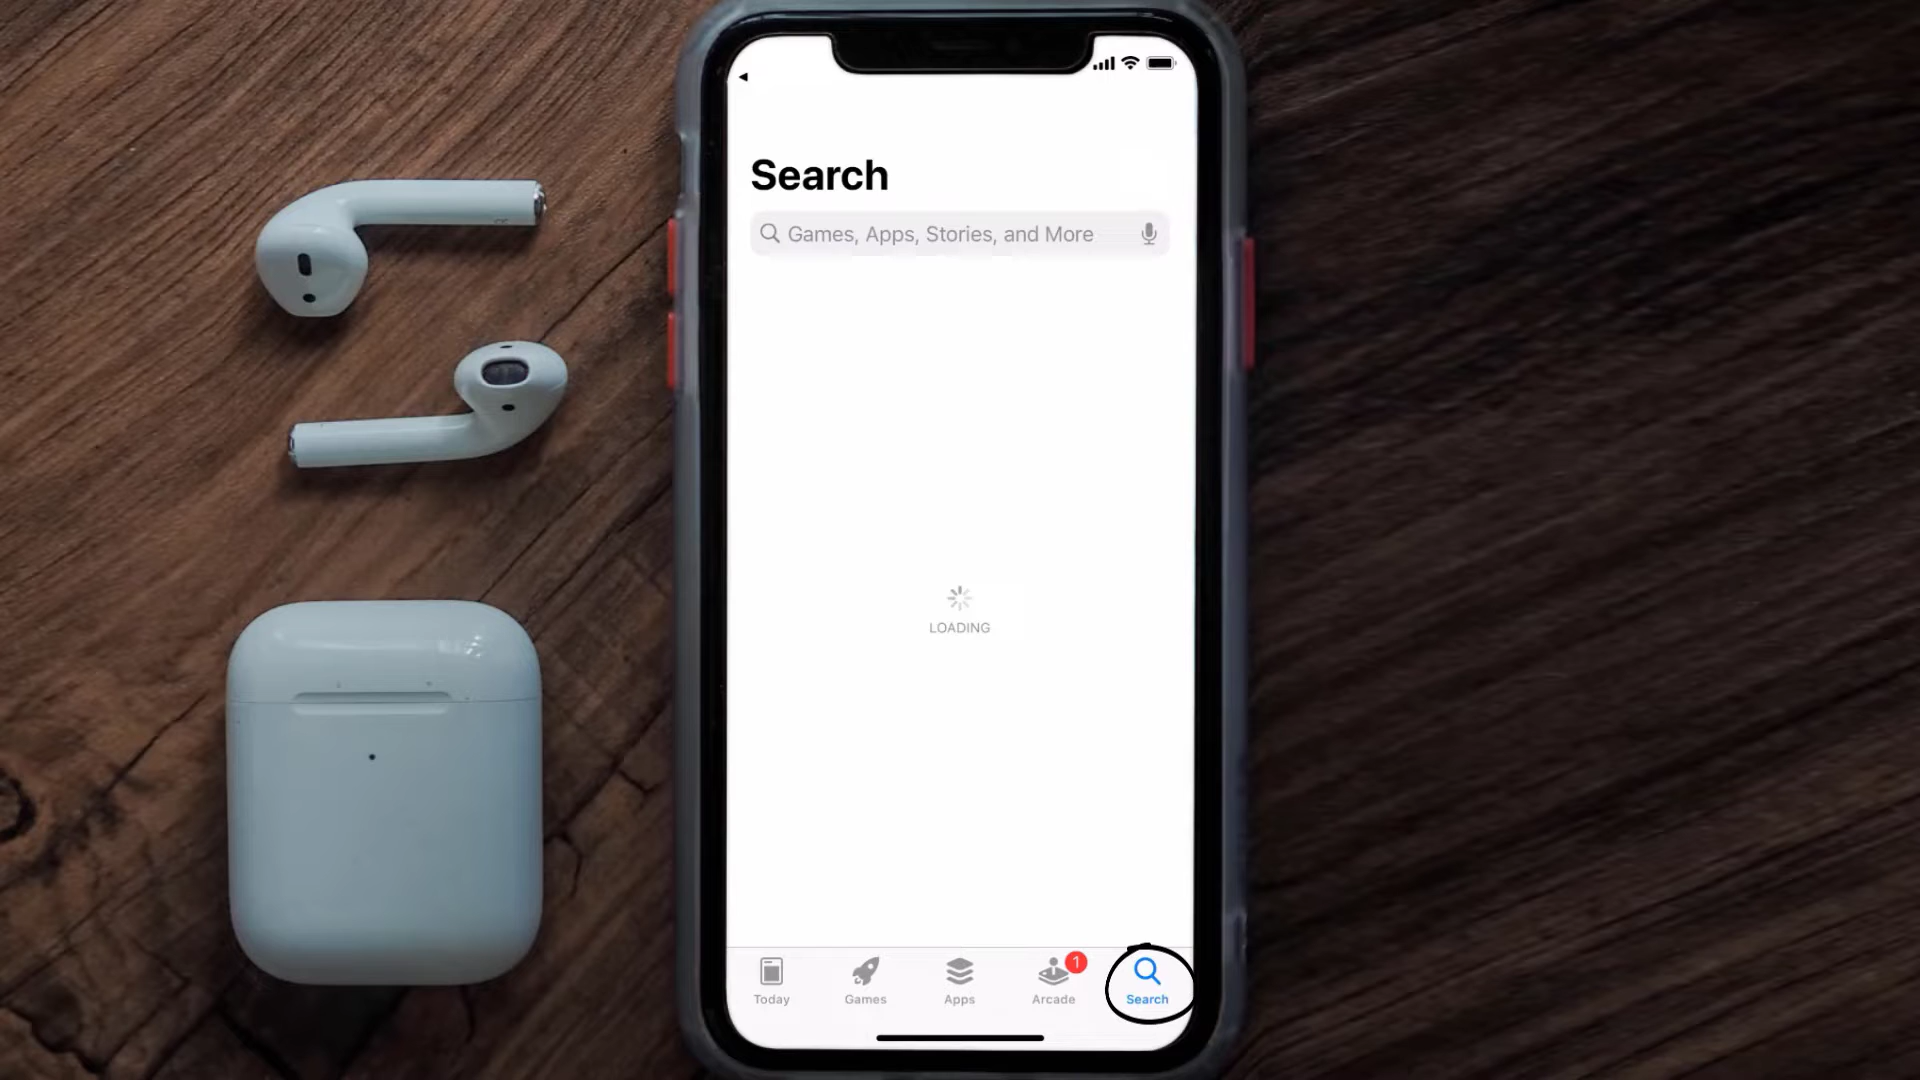 Search
Games, Apps, Stories, and More
LOADING
1
Today
Games
Apps
Arcade
Search